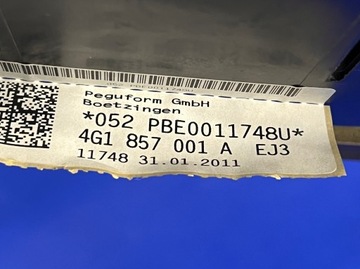 Peguform GmbH
Boetzingen
*052 PBE0011748U*
4G1 857 001 A EJ3
11748 31.01.2011